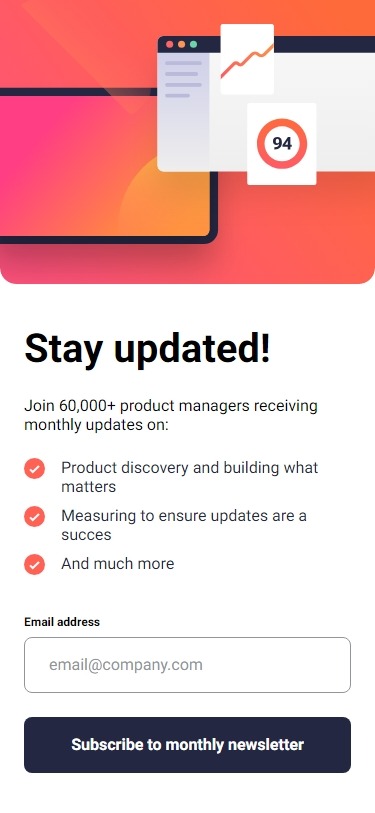 94
Stay updated!
Join 60,000+ product managers receiving
monthly updates on:
Product discovery and building what
matters
Measuring to ensure updates are a
succes
And much more
Email address
email@company.com
Subscribe to monthly newsletter